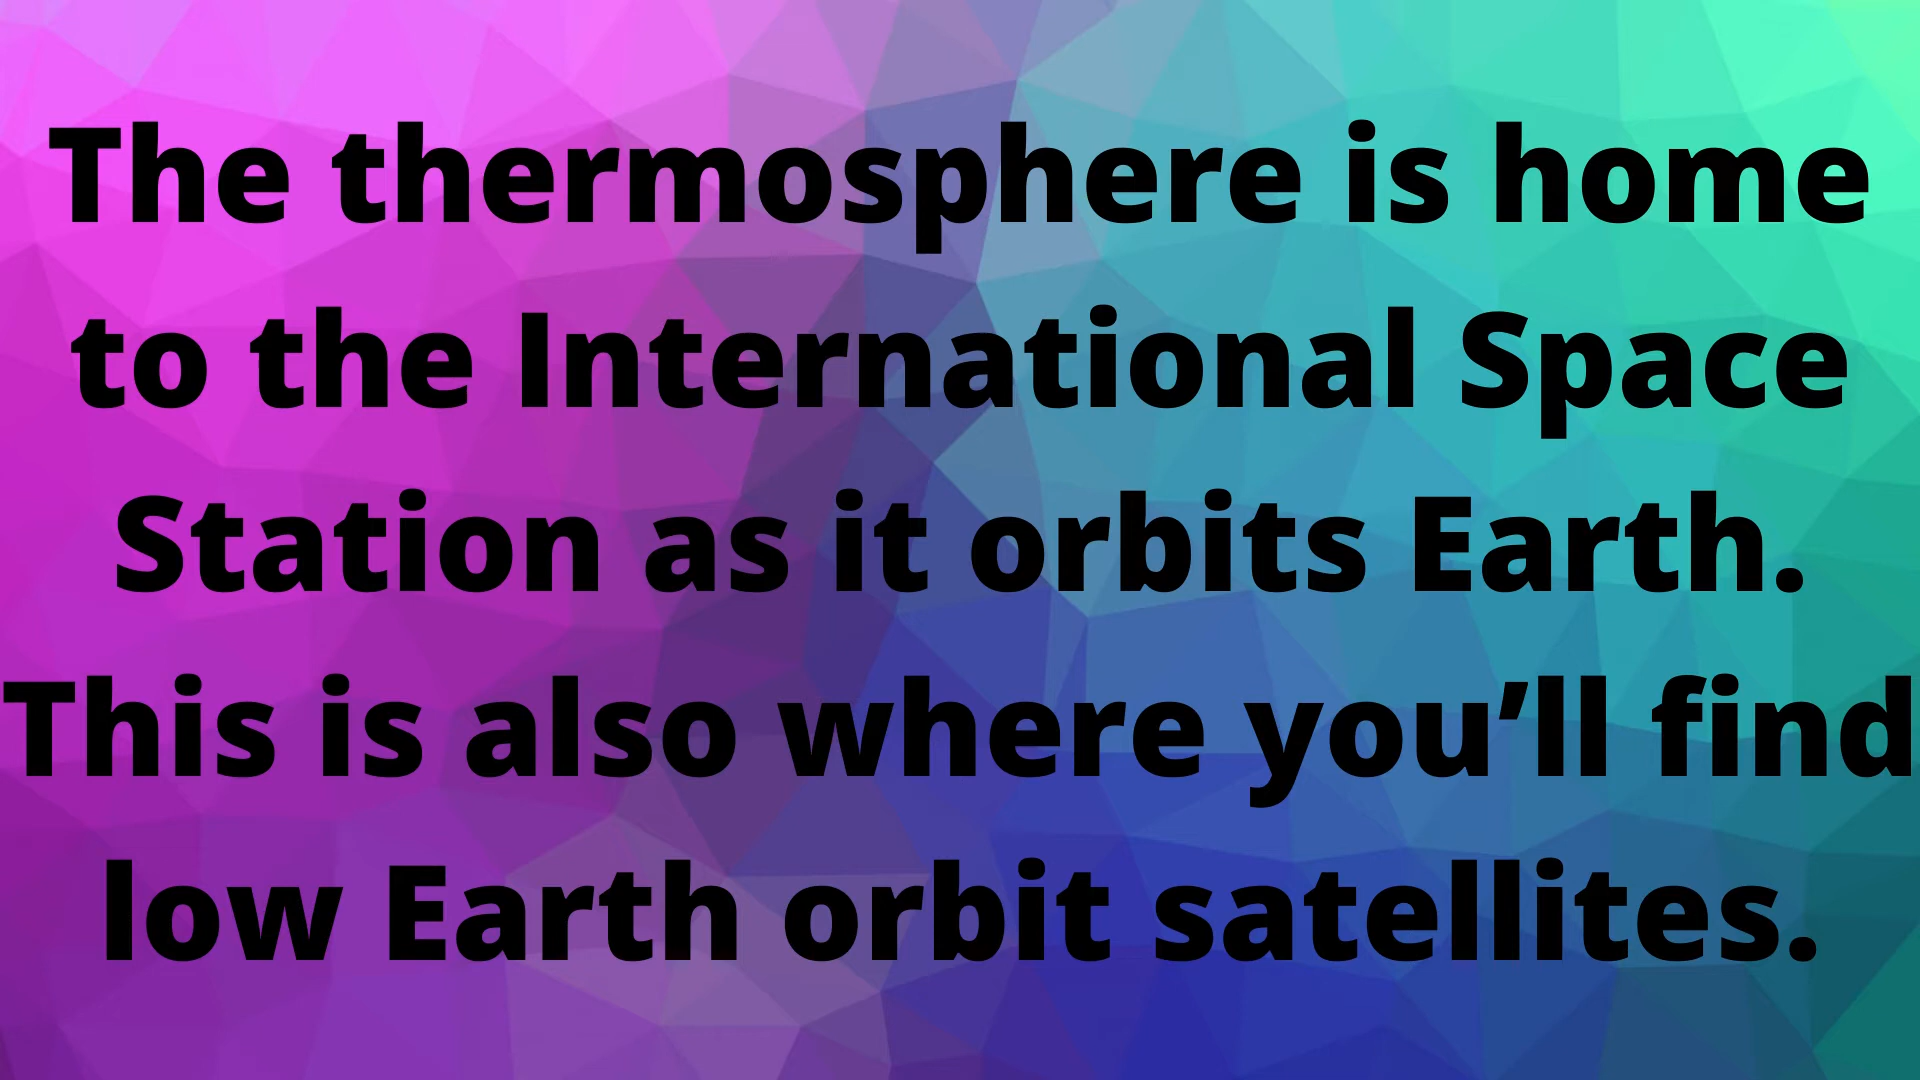 The thermosphere is home
to the International Space
Station as it orbits Earth.
This is also where you’ll find
low Earth orbit satellites.